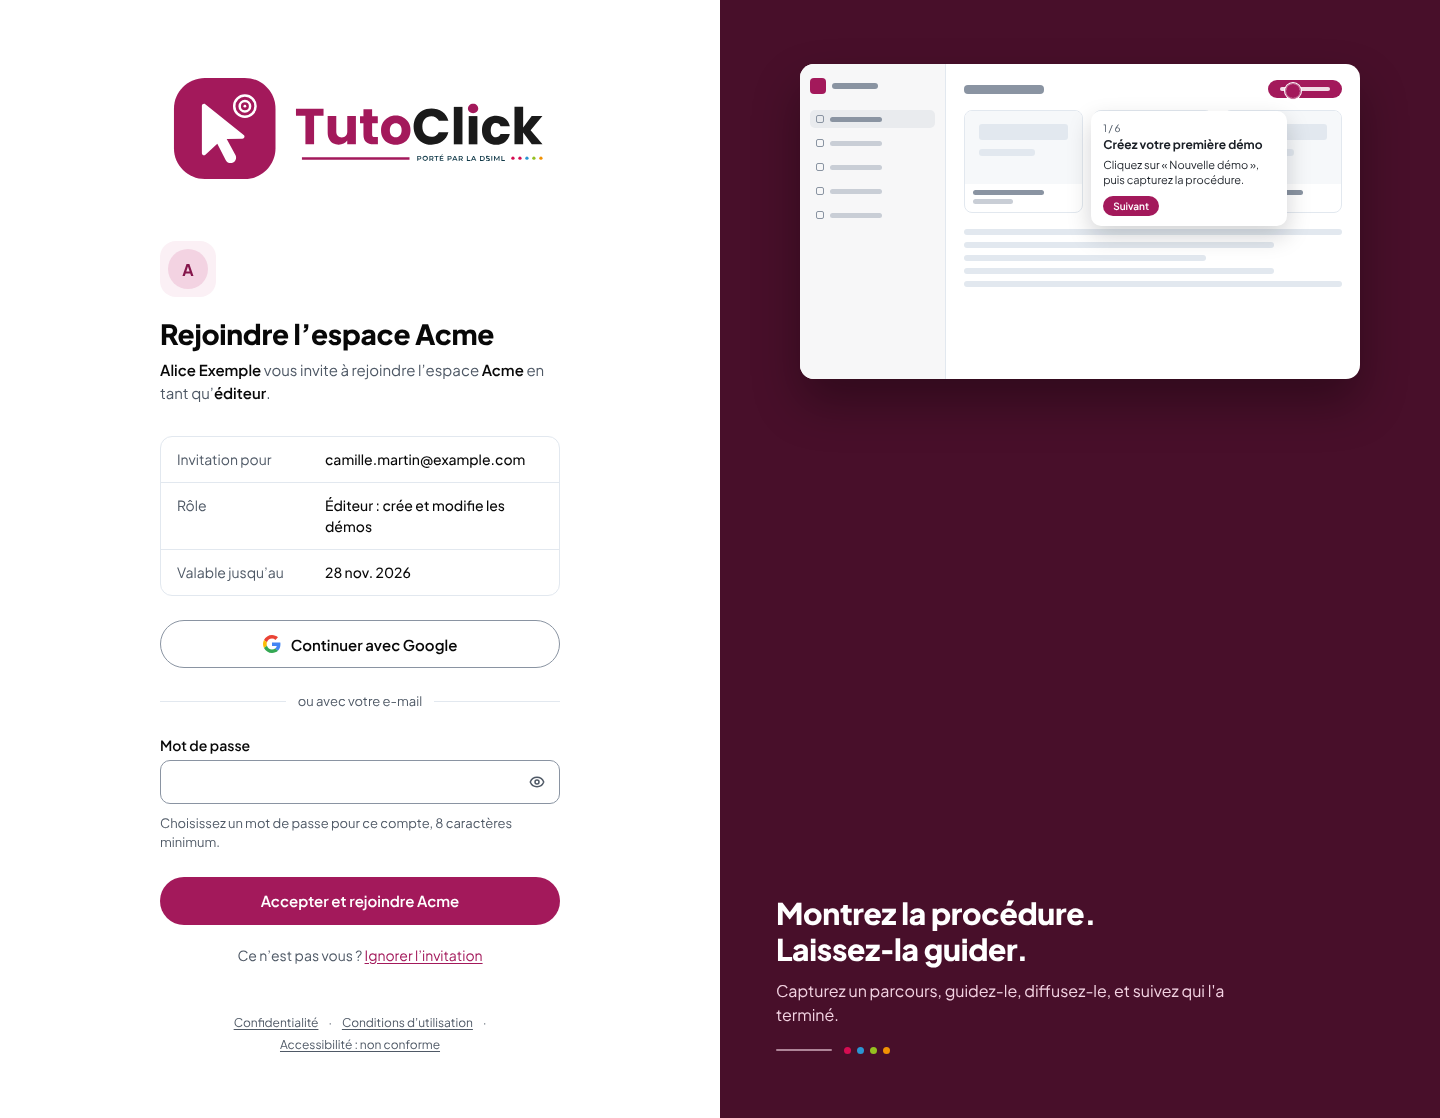 TutoClick
PORTÉ PAR LA DSIML
A
Rejoindre l’espace Acme
Alice Exemple vous invite à rejoindre l’espace Acme en
tant qu’éditeur.
Invitation pour camille.martin@example.com
Rôle Éditeur : crée et modifie les
démos
Valable jusqu’au 28 nov. 2026
Continuer avec Google
ou avec votre e-mail
Mot de passe
Choisissez un mot de passe pour ce compte, 8 caractères
minimum.
Accepter et rejoindre Acme
Ce n’est pas vous ? Ignorer l’invitation
Confidentialité · Conditions d’utilisation ·
Accessibilité : non conforme
1 / 6
Créez votre première démo
Cliquez sur « Nouvelle démo »,
puis capturez la procédure.
Suivant
Montrez la procédure.
Laissez-la guider.
Capturez un parcours, guidez-le, diffusez-le, et suivez qui l'a
terminé.